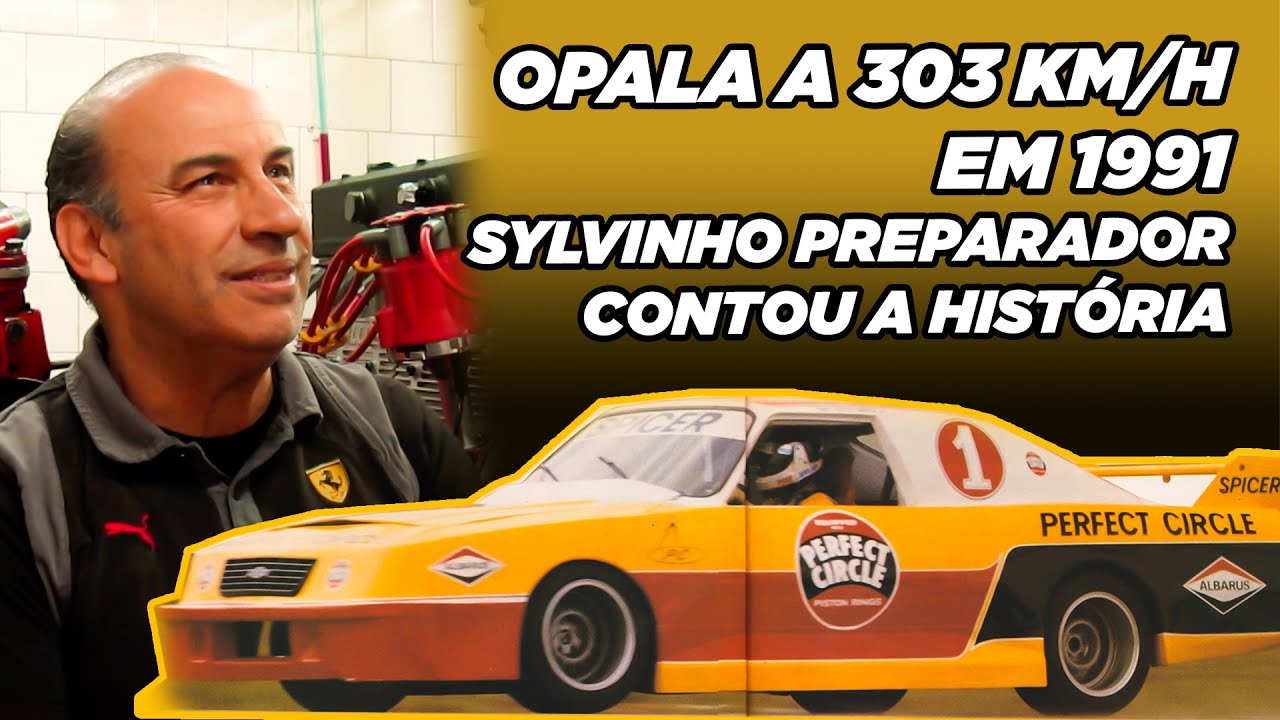 OPALA A 303 KM/H
EM 1991
SYLVINHO PREPARADOR
CONTOU A HISTÓRIA
SPICER
1
SPICER
PERFECT CIRCLE
PERFECT
CIRCLE
PISTON RINGS
ALBARUS